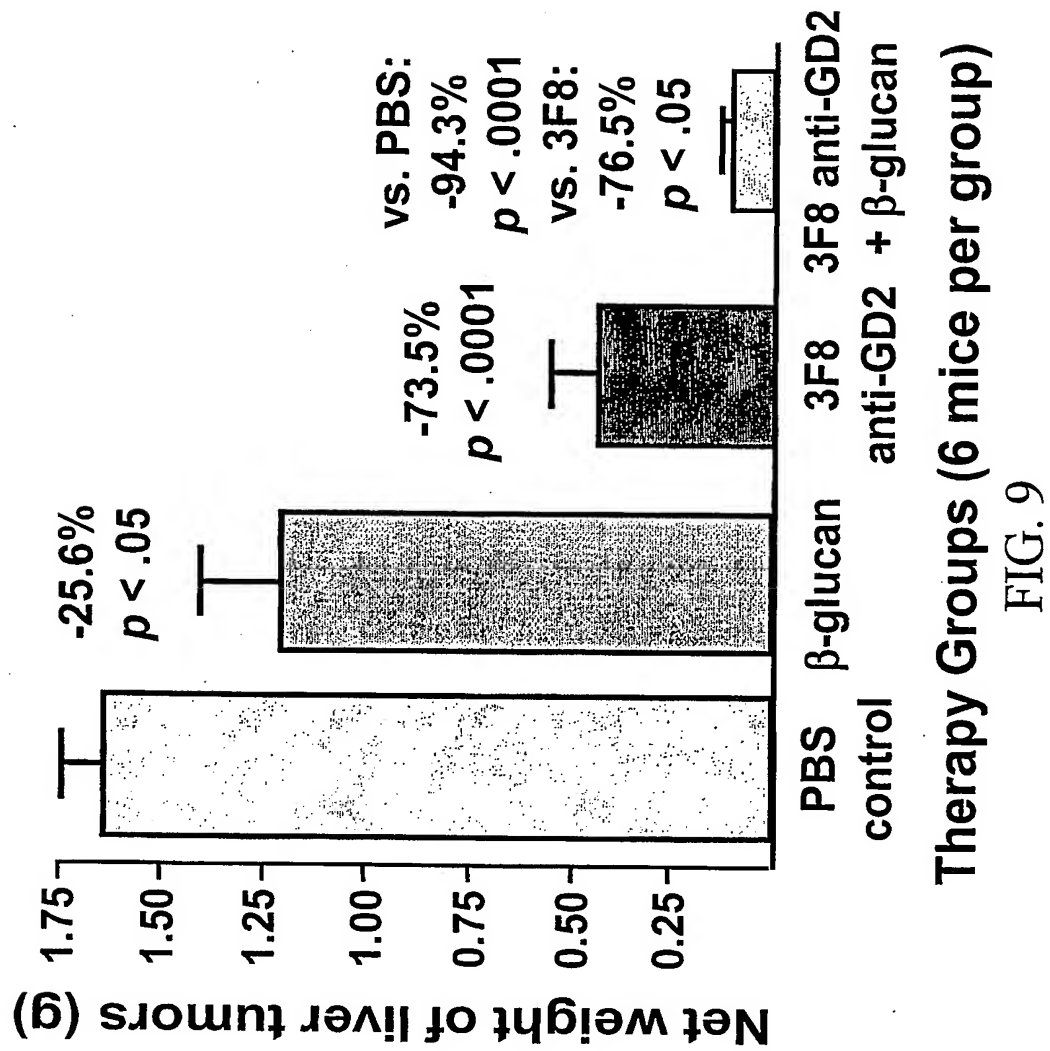 Net weight of liver tumors (g)
1.75
1.50
1.25
1.00
0.75
0.50
0.25
-25.6%
p < .05
-73.5%
p < .0001
vs. PBS:
-94.3%
p < .0001
vs. 3F8:
-76.5%
p < .05
PBS
control
β-glucan
3F8
anti-GD2
3F8 anti-GD2
+ β-glucan
Therapy Groups (6 mice per group)
FIG. 9